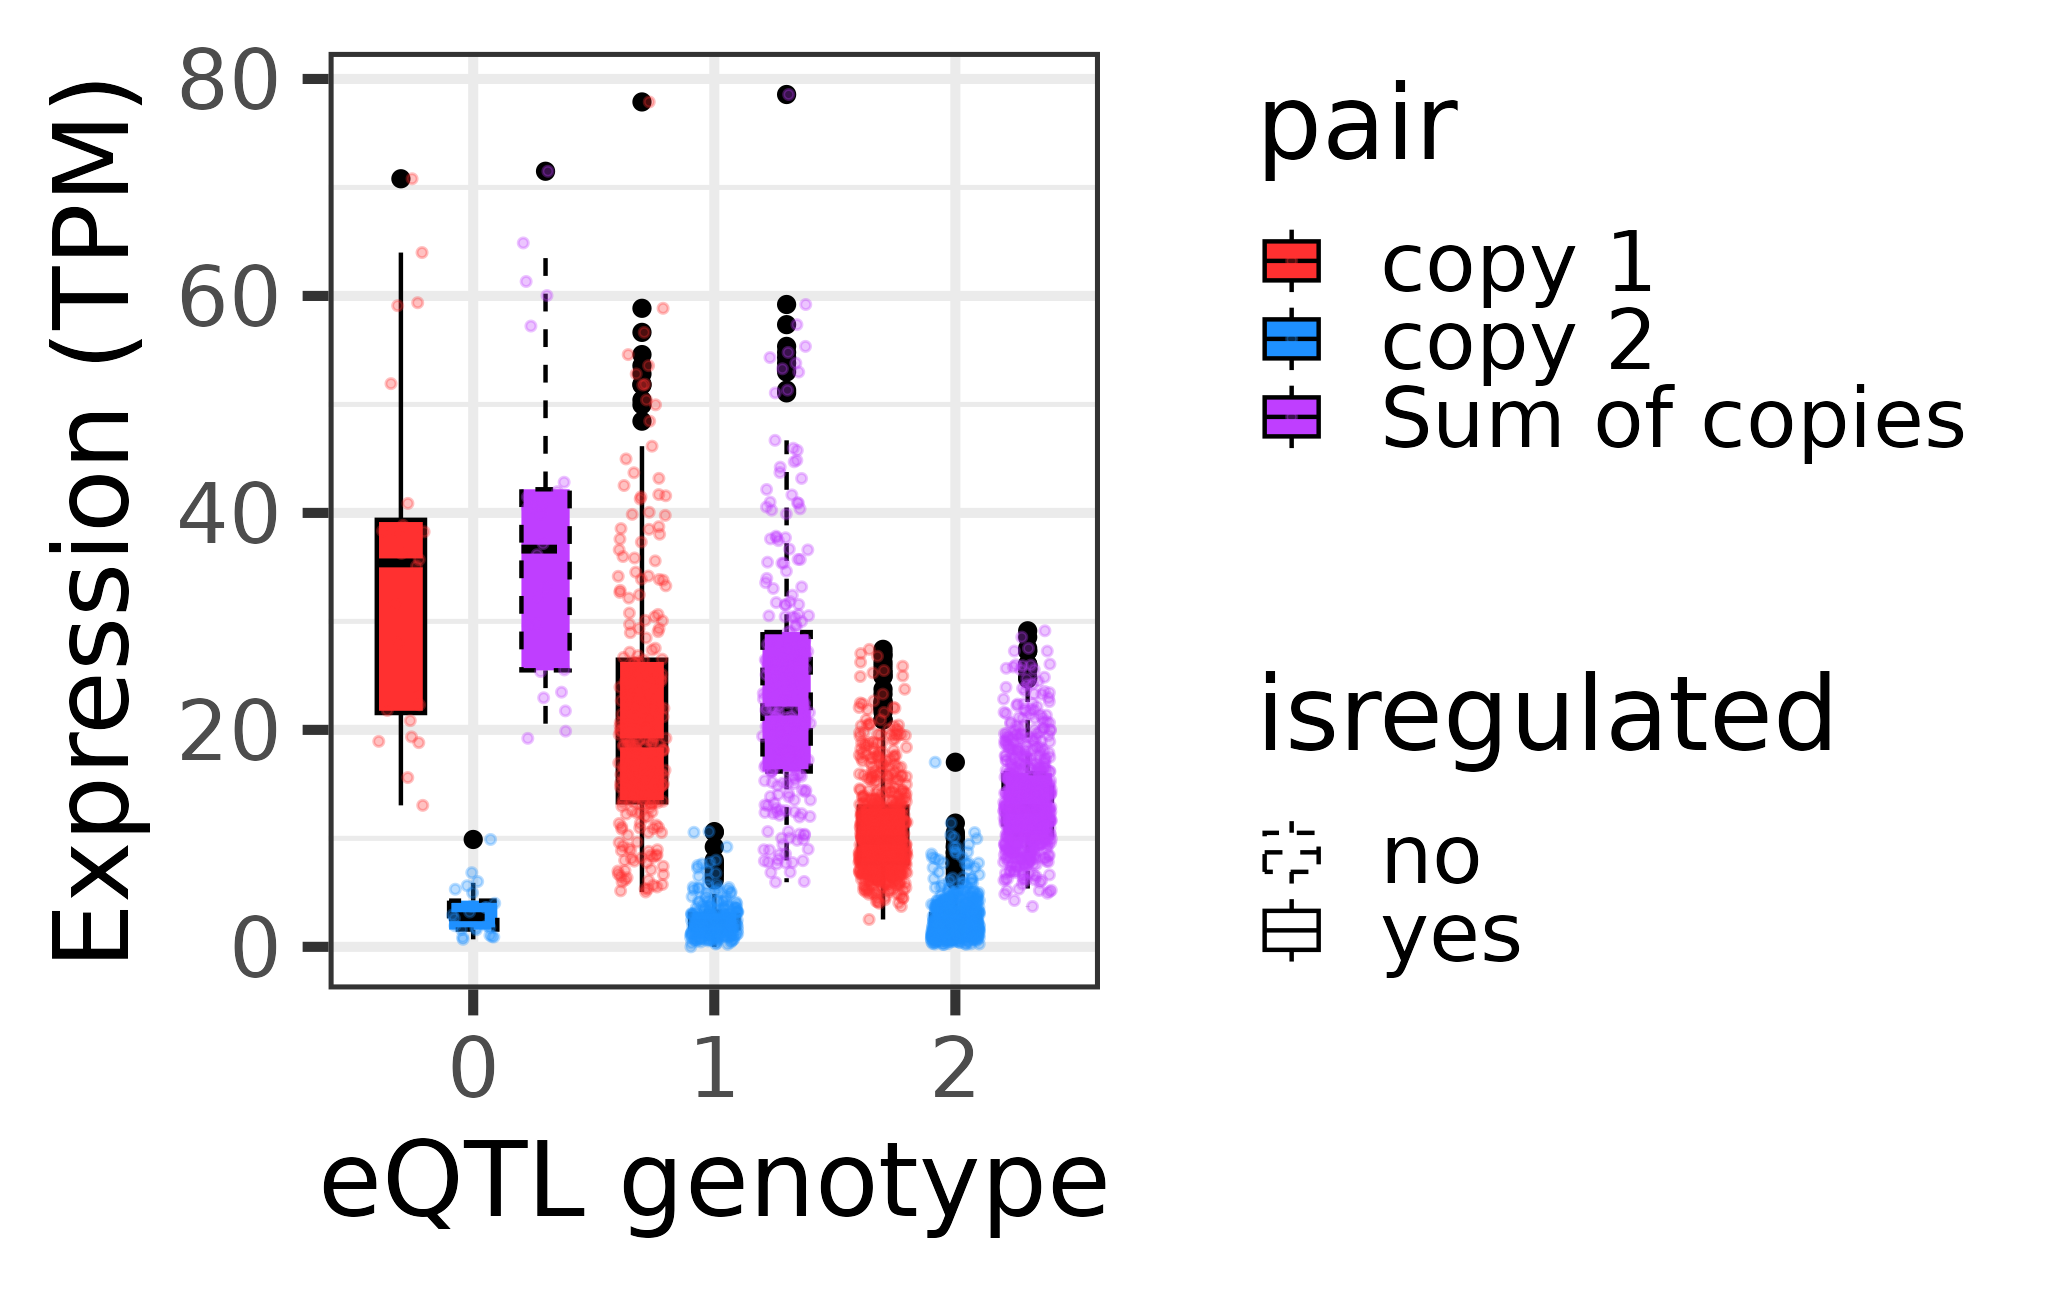 Expression (TPM)
80
60
40
20
0
0 1 2
eQTL genotype
pair
copy 1
copy 2
Sum of copies
isregulated
no
yes